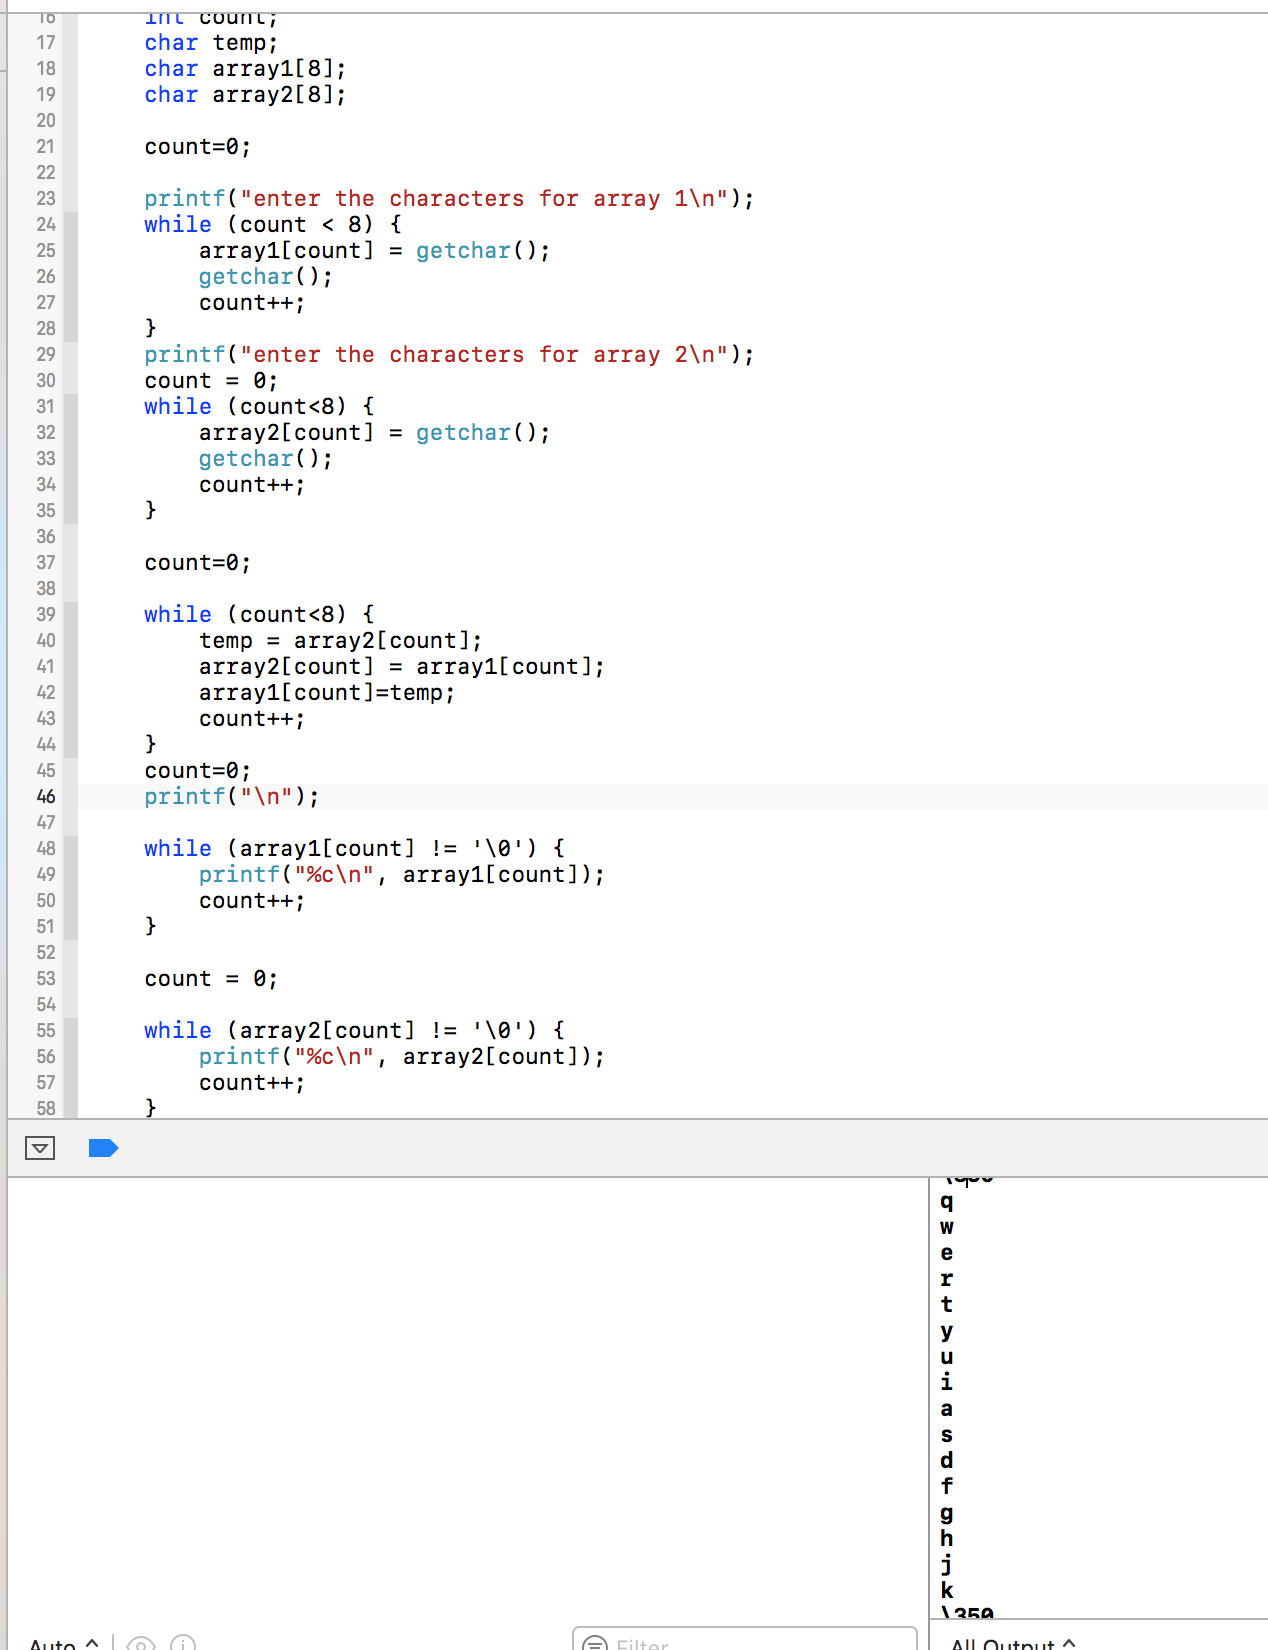 16 int count;
17 char temp;
18 char array1[8];
19 char array2[8];
20
21 count=0;
22
23 printf("enter the characters for array 1\n");
24 while (count < 8) {
25 array1[count] = getchar();
26 getchar();
27 count++;
28 }
29 printf("enter the characters for array 2\n");
30 count = 0;
31 while (count<8) {
32 array2[count] = getchar();
33 getchar();
34 count++;
35 }
36
37 count=0;
38
39 while (count<8) {
40 temp = array2[count];
41 array2[count] = array1[count];
42 array1[count]=temp;
43 count++;
44 }
45 count=0;
46 printf("\n");
47
48 while (array1[count] != '\0') {
49 printf("%c\n", array1[count]);
50 count++;
51 }
52
53 count = 0;
54
55 while (array2[count] != '\0') {
56 printf("%c\n", array2[count]);
57 count++;
58 }
q
w
e
r
t
y
u
i
a
s
d
f
g
h
j
k
\350
Auto
Filter
All Output